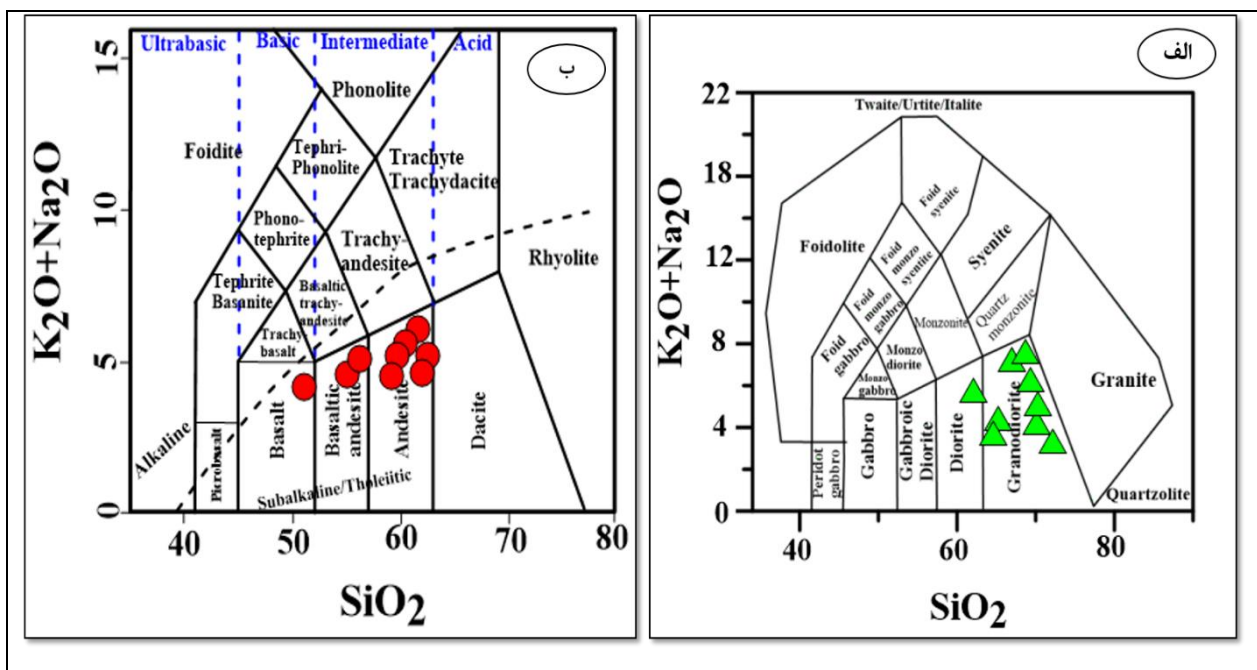 ب
Ultrabasic
Basic
Intermediate
Acid
15
10
5
0
K₂O+Na₂O
Phonolite
Foidite
Tephri-
Phonolite
Trachyte
Trachydacite
Phono-
tephrite
Trachy-
andesite
Rhyolite
Tephrite
Basanite
Basaltic
trachy-
andesite
Trachy
basalt
Alkaline
Picrobasalt
Basalt
Basaltic
andesite
Andesite
Dacite
Subalkaline/Tholeiitic
40
50
60
70
80
SiO₂
الف
22
18
12
8
4
0
K₂O+Na₂O
Twaite/Urtite/Italite
Foid
syenite
Foidolite
Foid
monzo
syentite
Syenite
Foid
monzo
gabbro
Quartz
monzonite
Monzonite
Foid
gabbro
Monzo
diorite
Monzo
gabbro
Granite
Peridot
gabbro
Gabbro
Gabbroic
Diorite
Diorite
Granodiorite
Quartzolite
40
60
80
SiO₂